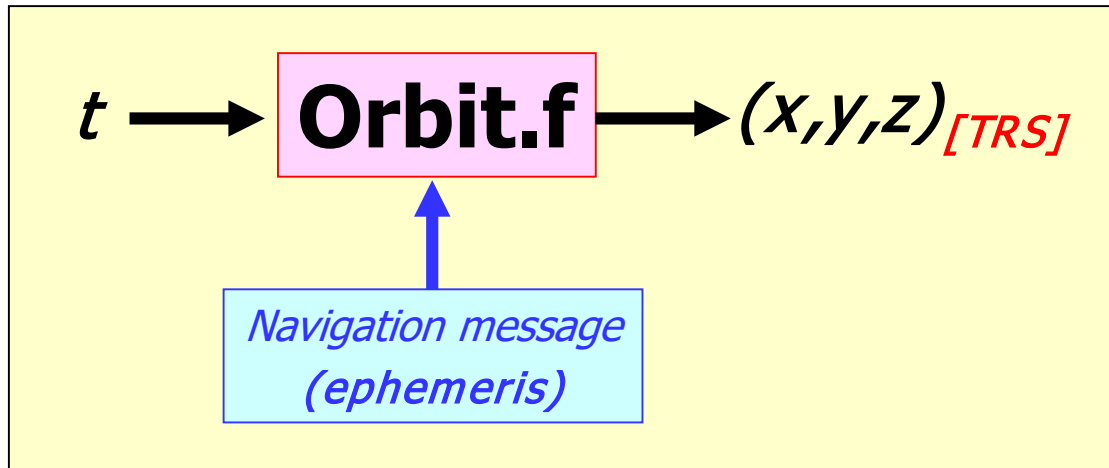 t Orbit.f (x,y,z)[TRS]
Navigation message
(ephemeris)